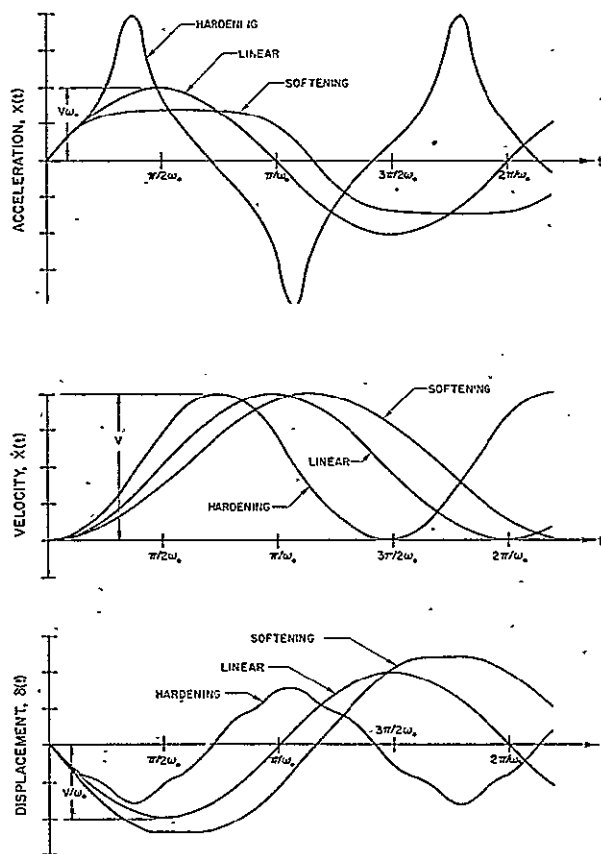 HARDENING
LINEAR
SOFTENING
Vω₀
ACCELERATION, Ẍ(t)
π/2ω₀
π/ω₀
3π/2ω₀
2π/ω₀
t
SOFTENING
V
LINEAR
HARDENING
VELOCITY, Ẋ(t)
π/2ω₀
π/ω₀
3π/2ω₀
2π/ω₀
t
SOFTENING
LINEAR
HARDENING
3π/2ω₀
DISPLACEMENT, δ(t)
π/2ω₀
π/ω₀
2π/ω₀
t
V/ω₀